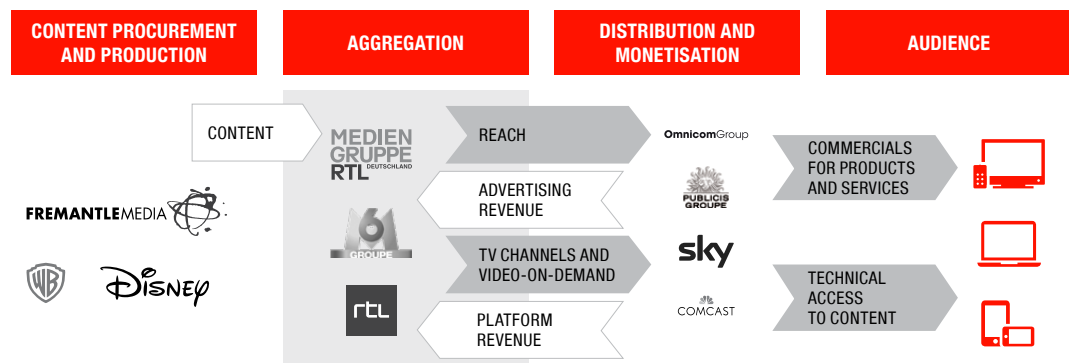 CONTENT PROCUREMENT
AND PRODUCTION
AGGREGATION
DISTRIBUTION AND
MONETISATION
AUDIENCE
CONTENT
MEDIEN
GRUPPE
RTL DEUTSCHLAND
REACH
OmnicomGroup
COMMERCIALS
FOR PRODUCTS
AND SERVICES
ADVERTISING
REVENUE
PUBLICIS
GROUPE
FREMANTLEMEDIA
M6
GROUPE
TV CHANNELS AND
VIDEO-ON-DEMAND
sky
WB
Disney
rtl
PLATFORM
REVENUE
COMCAST
TECHNICAL
ACCESS
TO CONTENT